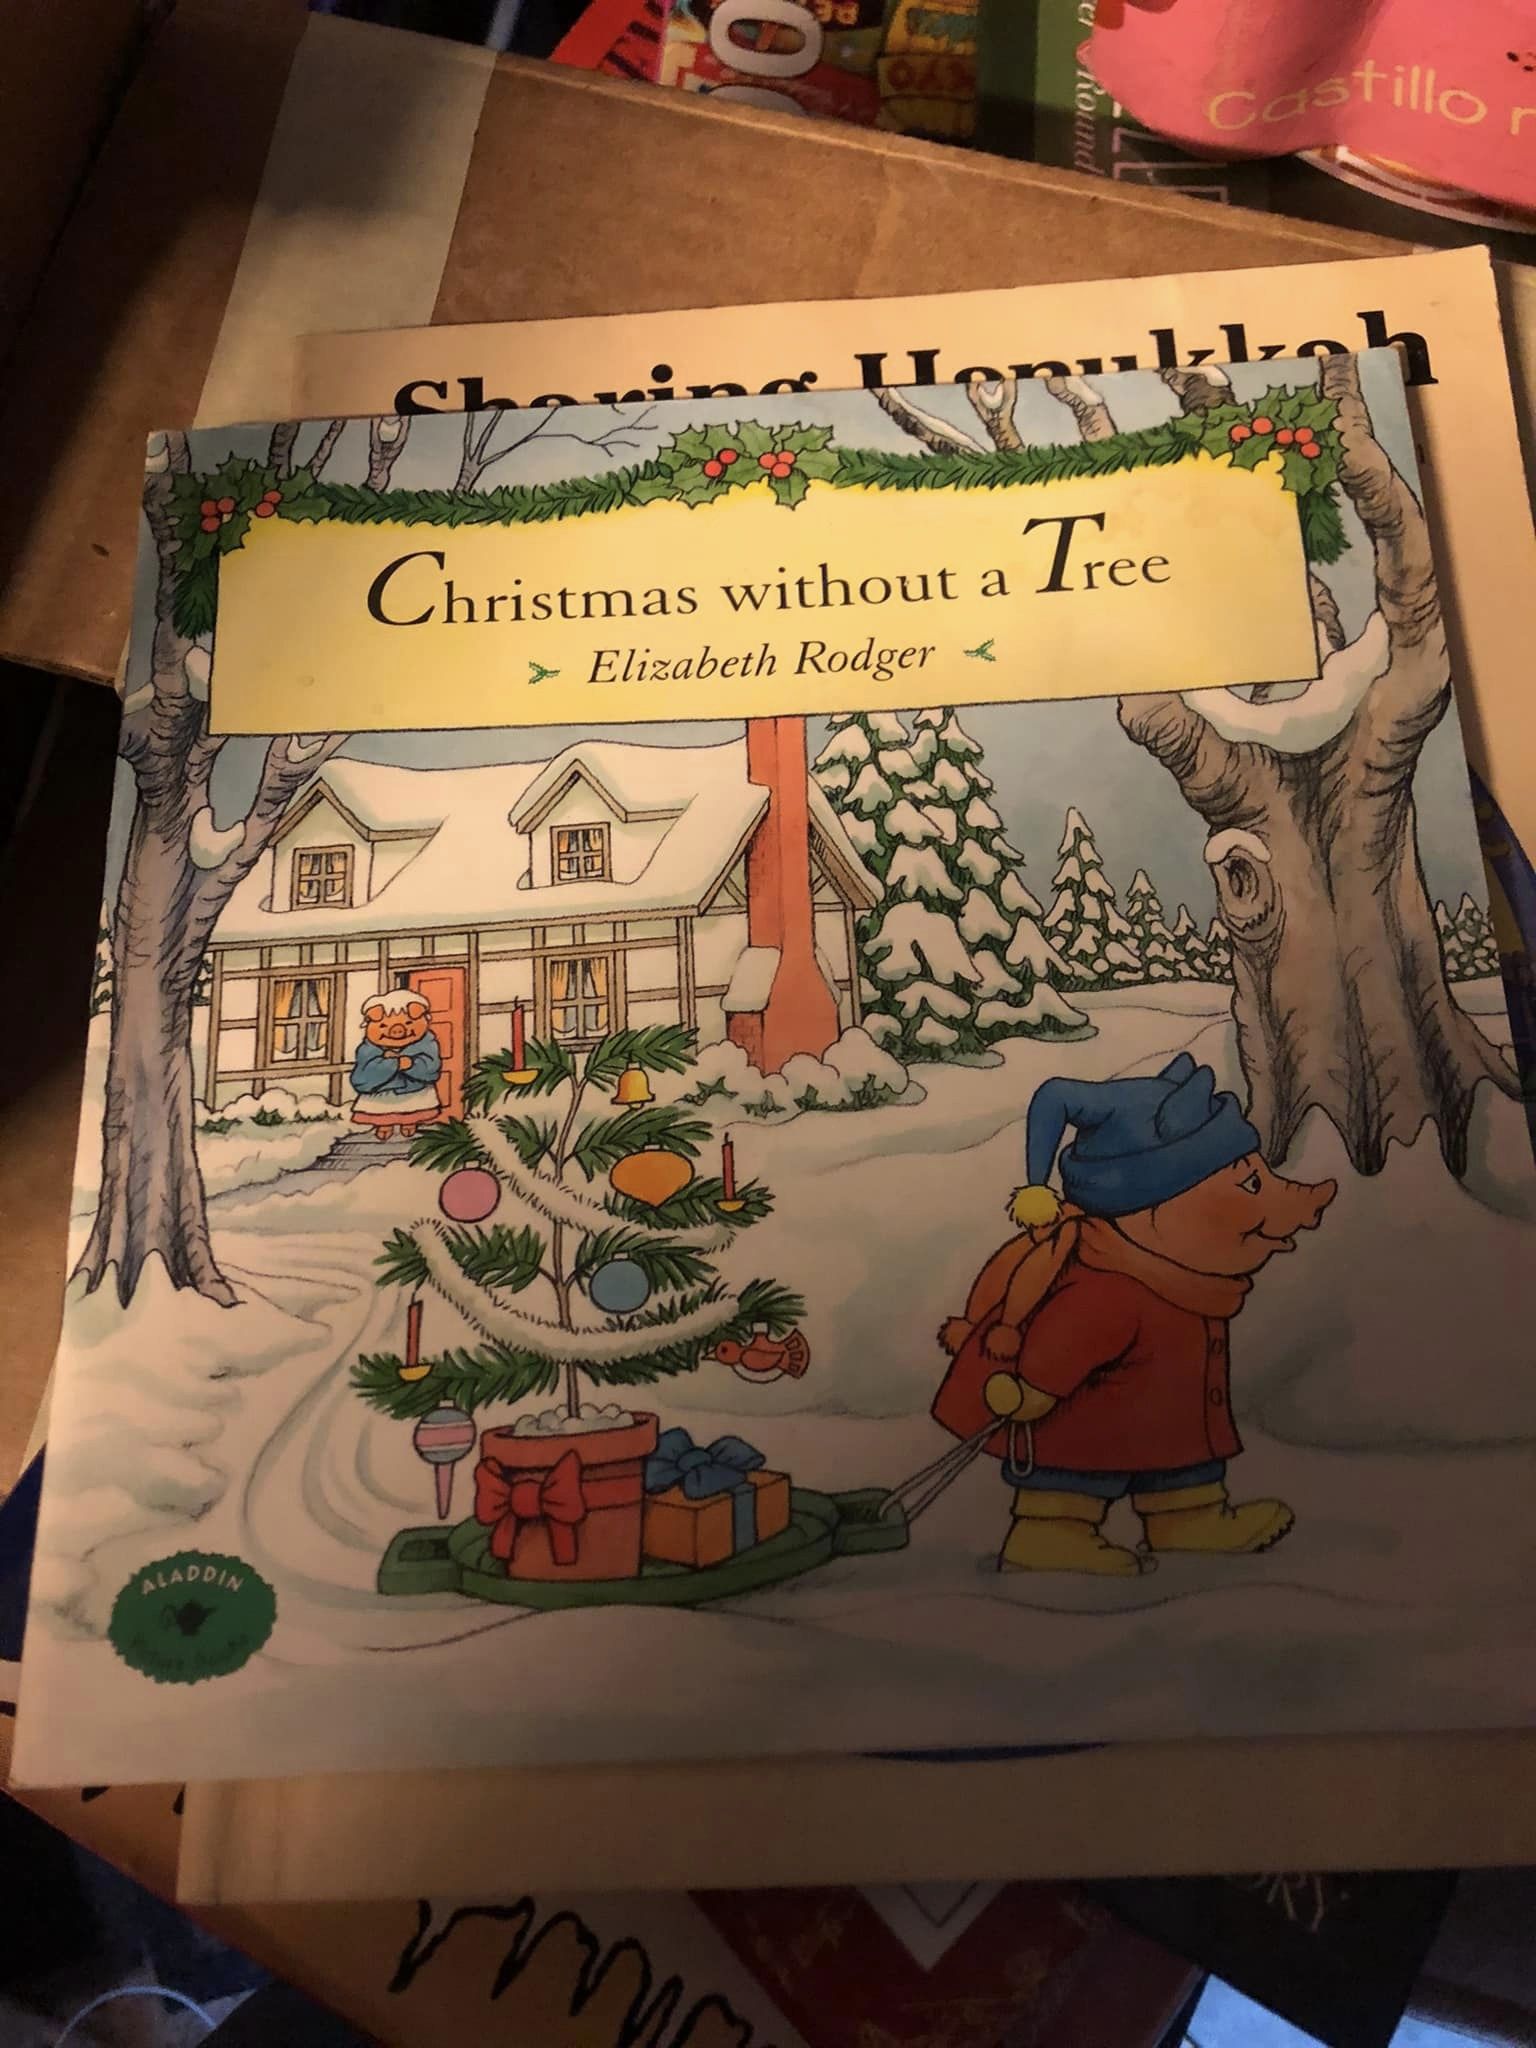 Castillo
Sharing Hanukkah
Christmas without a Tree
Elizabeth Rodger
ALADDIN